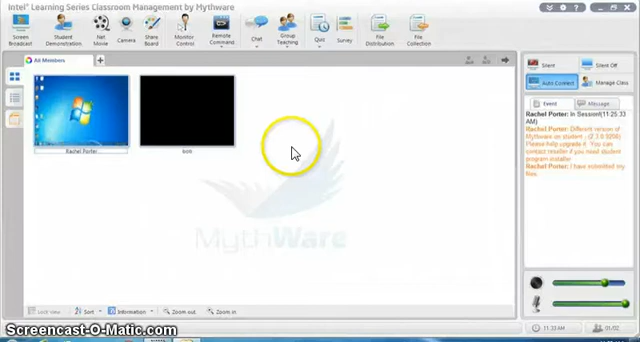 Intel® Learning Series Classroom Management by Mythware
Screen Broadcast
Student Demonstration
Net Movie
Camera
Share Board
Monitor Control
Remote Command
Chat
Group Teaching
Quiz
Survey
File Distribution
File Collection
All Members
Silent
Silent Off
Auto Connect
Manage Class
Event
Message
Rachel Porter: In Session!(11:25:33 AM)
Rachel Porter: Different version of Mythware on student
Please help upgrade it. You can
contact reseller if you need student
program installer
Rachel Porter: I have submitted my
files.
Rachel Porter
MYTHWARE
Sort
Information
Zoom out
Zoom in
11:33 AM
01/02
Screencast-O-Matic.com